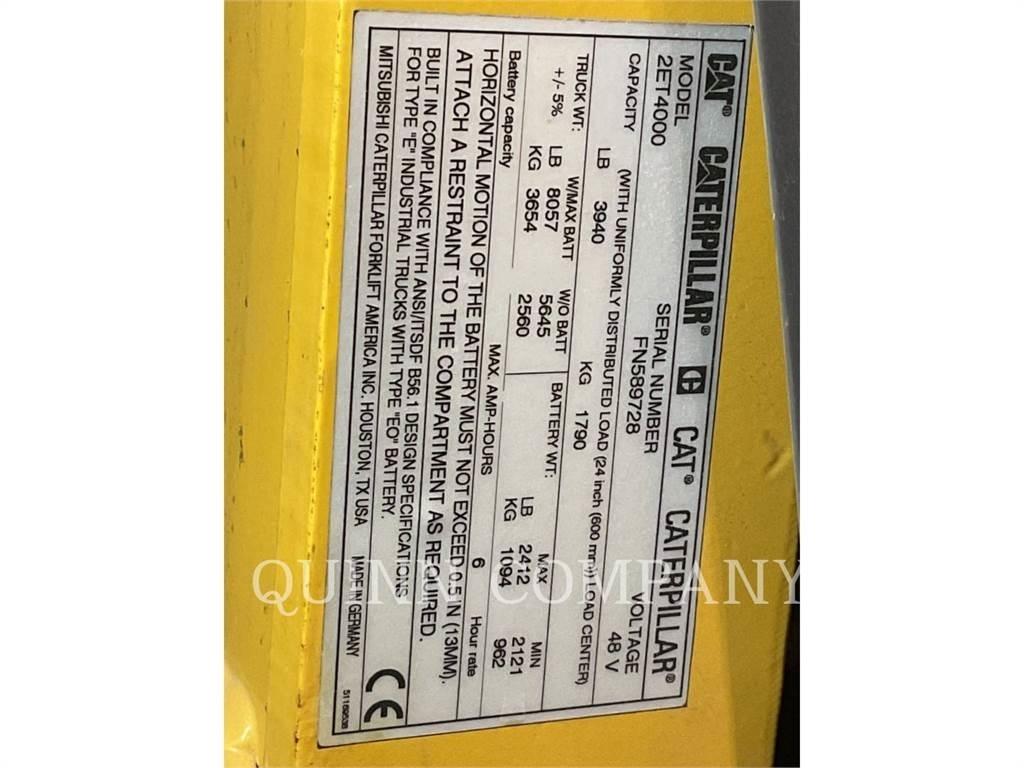 CAT® CATERPILLAR® C CAT® CATERPILLAR®
MODEL SERIAL NUMBER VOLTAGE
2ET4000 FN589728 48 V
CAPACITY (WITH UNIFORMLY DISTRIBUTED LOAD (24 inch (600 mm)) LOAD CENTER)
LB 3940 KG 1790
TRUCK WT: W/MAX BATT W/O BATT BATTERY WT: MAX MIN
+/- 5% LB 8057 5645 LB 2412 2121
KG 3654 2560 KG 1094 962
Battery capacity MAX. AMP-HOURS 6 Hour rate
HORIZONTAL MOTION OF THE BATTERY MUST NOT EXCEED 0.5 IN (13MM).
ATTACH A RESTRAINT TO THE COMPARTMENT AS REQUIRED.
BUILT IN COMPLIANCE WITH ANSI/ITSDF B56.1 DESIGN SPECIFICATIONS
FOR TYPE "E" INDUSTRIAL TRUCKS WITH TYPE "EO" BATTERY.
MITSUBISHI CATERPILLAR FORKLIFT AMERICA INC. HOUSTON, TX USA MADE IN GERMANY
CE
QUINN COMPANY